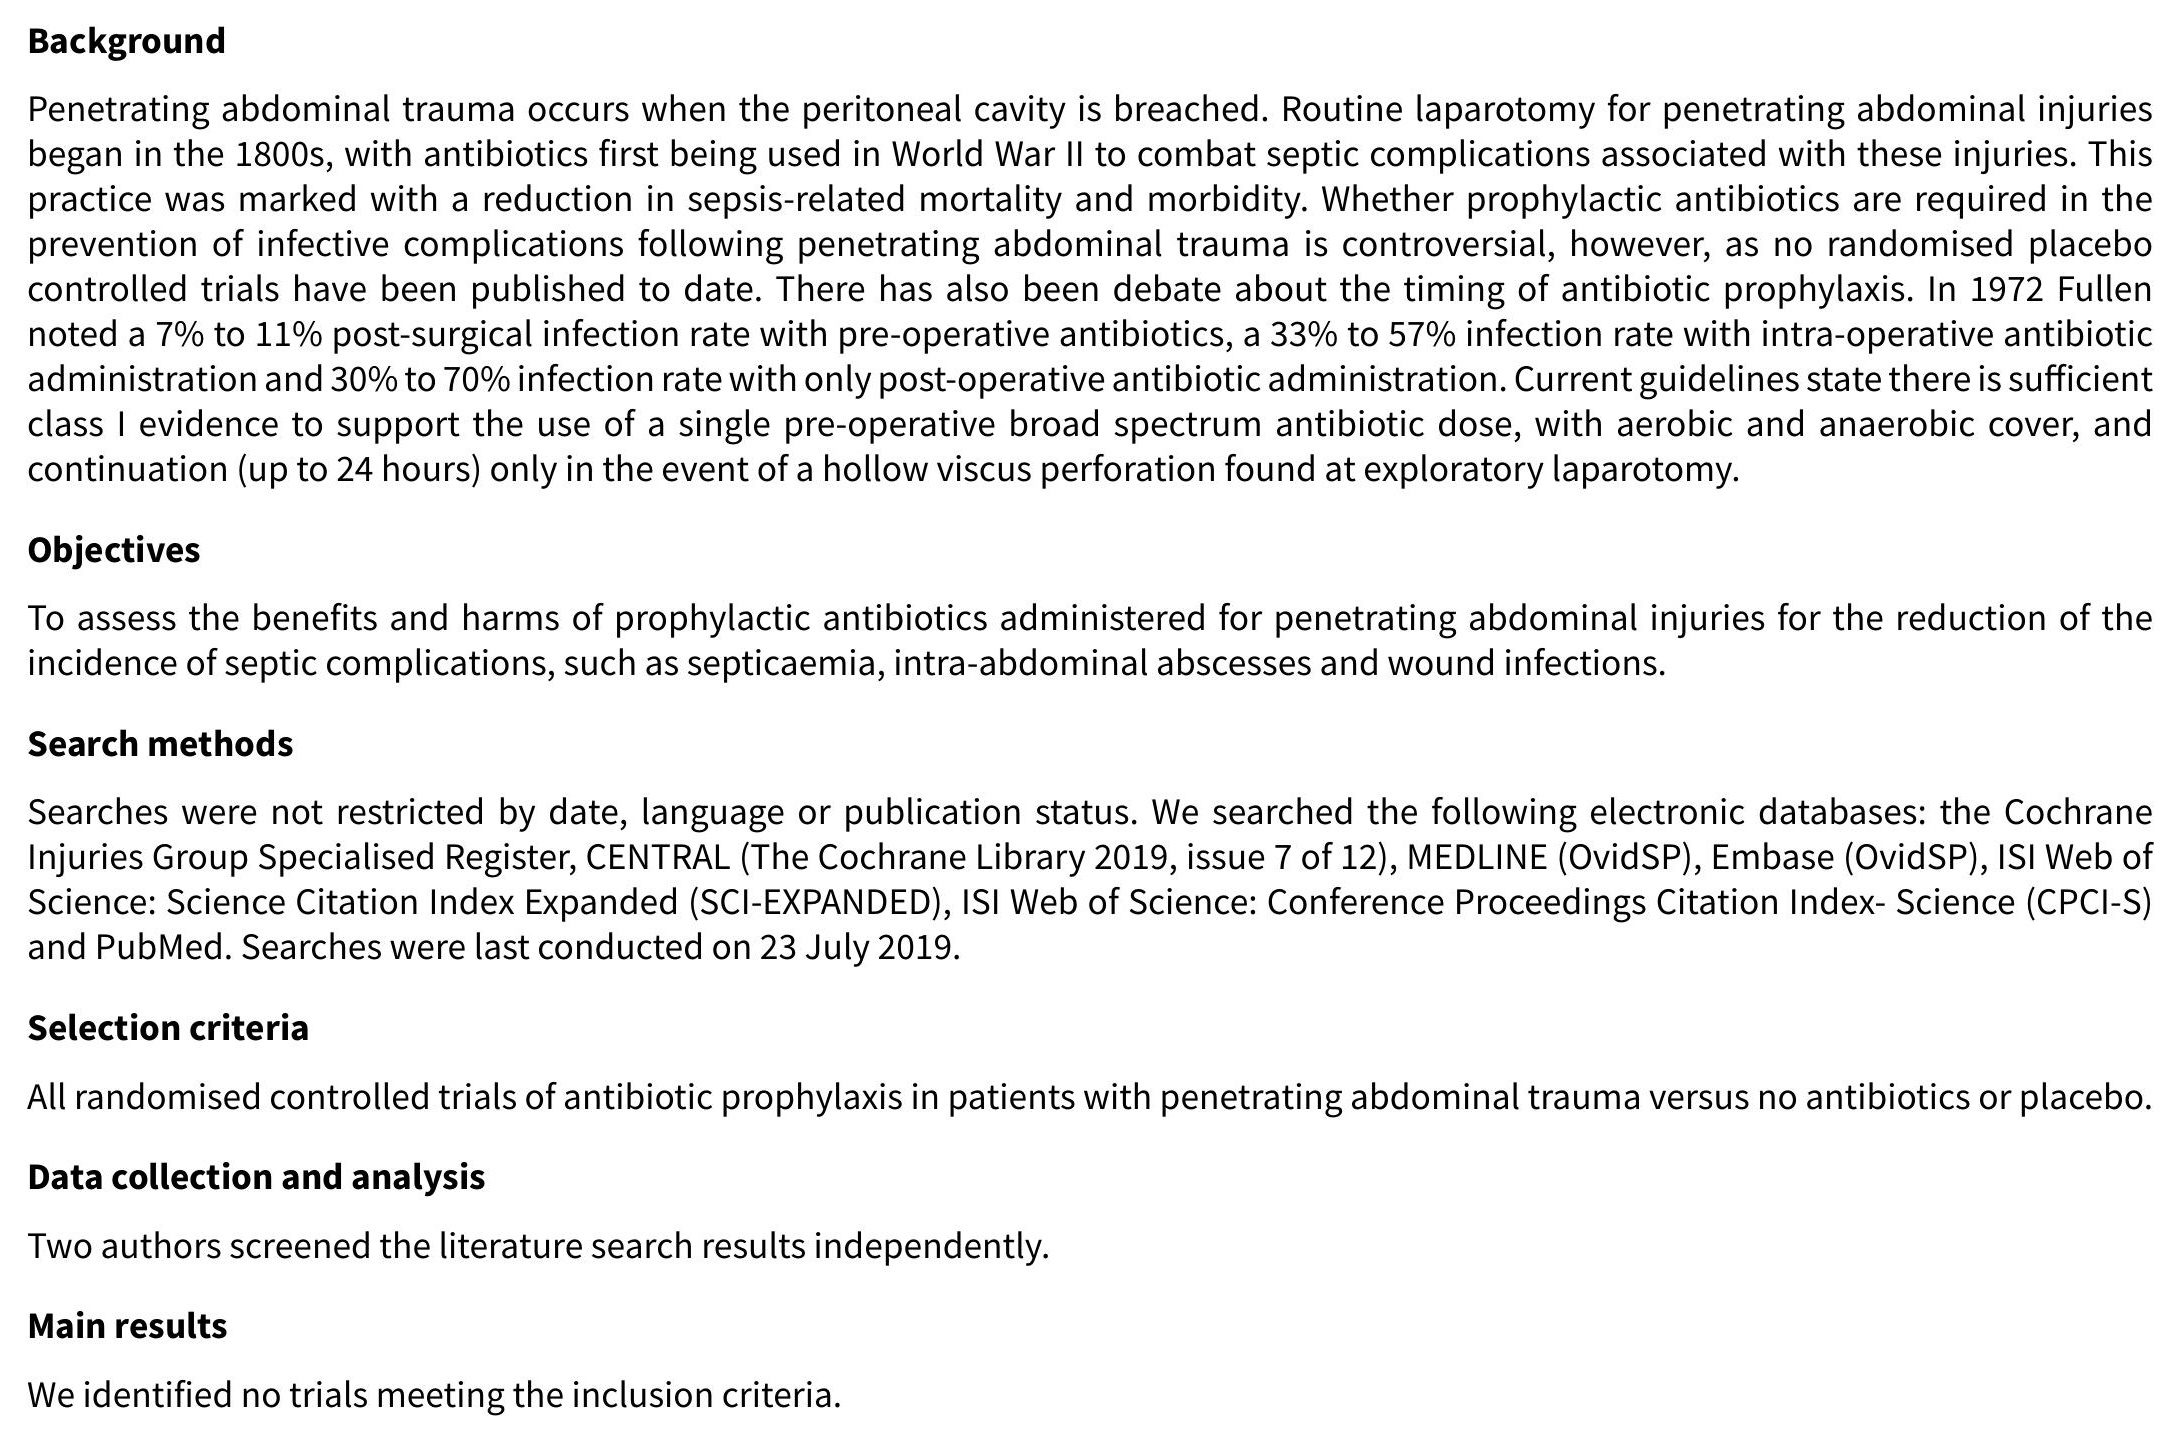 Background
Penetrating abdominal trauma occurs when the peritoneal cavity is breached. Routine laparotomy for penetrating abdominal injuries
began in the 1800s, with antibiotics first being used in World War II to combat septic complications associated with these injuries. This
practice was marked with a reduction in sepsis-related mortality and morbidity. Whether prophylactic antibiotics are required in the
prevention of infective complications following penetrating abdominal trauma is controversial, however, as no randomised placebo
controlled trials have been published to date. There has also been debate about the timing of antibiotic prophylaxis. In 1972 Fullen
noted a 7% to 11% post-surgical infection rate with pre-operative antibiotics, a 33% to 57% infection rate with intra-operative antibiotic
administration and 30% to 70% infection rate with only post-operative antibiotic administration. Current guidelines state there is sufficient
class I evidence to support the use of a single pre-operative broad spectrum antibiotic dose, with aerobic and anaerobic cover, and
continuation (up to 24 hours) only in the event of a hollow viscus perforation found at exploratory laparotomy.
Objectives
To assess the benefits and harms of prophylactic antibiotics administered for penetrating abdominal injuries for the reduction of the
incidence of septic complications, such as septicaemia, intra-abdominal abscesses and wound infections.
Search methods
Searches were not restricted by date, language or publication status. We searched the following electronic databases: the Cochrane
Injuries Group Specialised Register, CENTRAL (The Cochrane Library 2019, issue 7 of 12), MEDLINE (OvidSP), Embase (OvidSP), ISI Web of
Science: Science Citation Index Expanded (SCI-EXPANDED), ISI Web of Science: Conference Proceedings Citation Index- Science (CPCI-S)
and PubMed. Searches were last conducted on 23 July 2019.
Selection criteria
All randomised controlled trials of antibiotic prophylaxis in patients with penetrating abdominal trauma versus no antibiotics or placebo.
Data collection and analysis
Two authors screened the literature search results independently.
Main results
We identified no trials meeting the inclusion criteria.